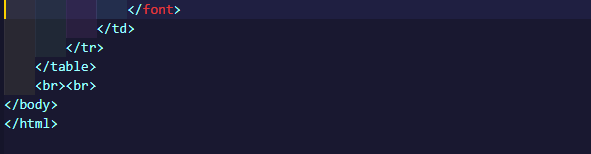 </font>
</td>
</tr>
</table>
<br><br>
</body>
</html>